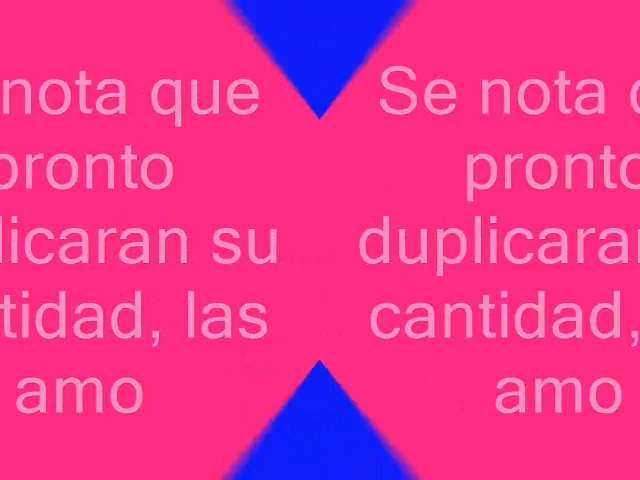 nota que
pronto
licaran su
tidad, las
amo
Se nota
pronto
duplicaran
cantidad,
amo